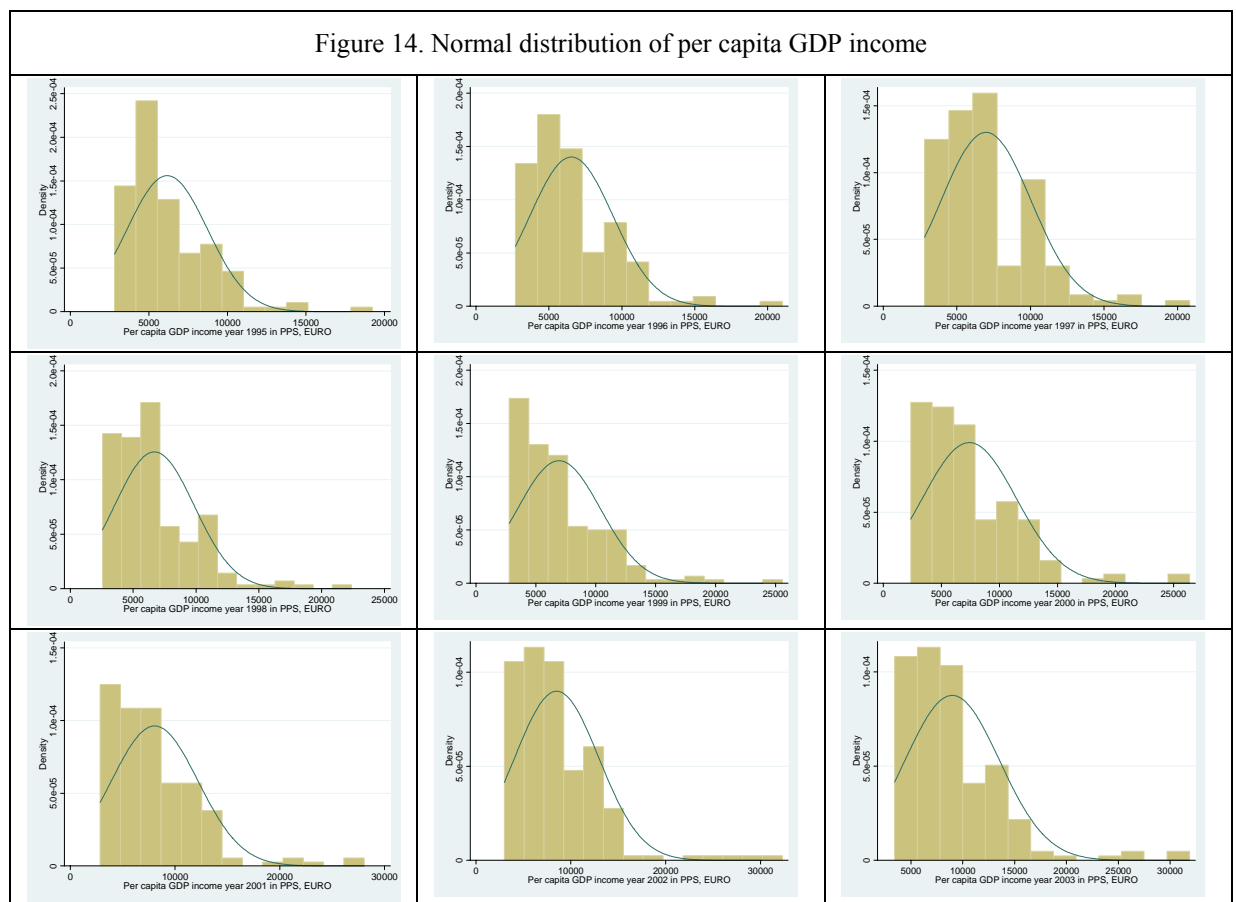 Figure 14. Normal distribution of per capita GDP income
Density
0 5.0e-05 1.0e-04 1.5e-04 2.0e-04 2.5e-04
0 5000 10000 15000 20000
Per capita GDP income year 1995 in PPS, EURO
Density
0 5.0e-05 1.0e-04 1.5e-04 2.0e-04
0 5000 10000 15000 20000
Per capita GDP income year 1996 in PPS, EURO
Density
0 5.0e-05 1.0e-04 1.5e-04
0 5000 10000 15000 20000
Per capita GDP income year 1997 in PPS, EURO
Density
0 5.0e-05 1.0e-04 1.5e-04 2.0e-04
0 5000 10000 15000 20000 25000
Per capita GDP income year 1998 in PPS, EURO
Density
0 5.0e-05 1.0e-04 1.5e-04 2.0e-04
0 5000 10000 15000 20000 25000
Per capita GDP income year 1999 in PPS, EURO
Density
0 5.0e-05 1.0e-04 1.5e-04
0 5000 10000 15000 20000 25000
Per capita GDP income year 2000 in PPS, EURO
Density
0 5.0e-05 1.0e-04 1.5e-04
0 10000 20000 30000
Per capita GDP income year 2001 in PPS, EURO
Density
0 5.0e-05 1.0e-04
0 10000 20000 30000
Per capita GDP income year 2002 in PPS, EURO
Density
0 5.0e-05 1.0e-04
5000 10000 15000 20000 25000 30000
Per capita GDP income year 2003 in PPS, EURO